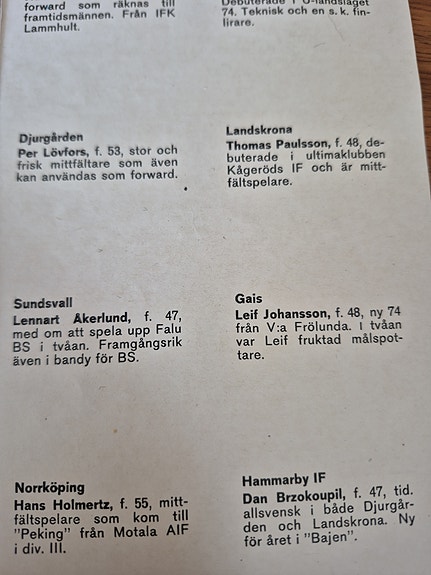 forward som räknas till
framtidsmännen. Från IFK
Lammhult.
Debuterade i U-landslaget
74. Teknisk och en s. k. fin-
lirare.
Djurgården
Per Lövfors, f. 53, stor och
frisk mittfältare som även
kan användas som forward.
Landskrona
Thomas Paulsson, f. 48, de-
buterade i ultimaklubben
Kågeröds IF och är mitt-
fältspelare.
Sundsvall
Lennart Åkerlund, f. 47,
med om att spela upp Falu
BS i tvåan. Framgångsrik
även i bandy för BS.
Gais
Leif Johansson, f. 48, ny 74
från V:a Frölunda. I tvåan
var Leif fruktad målspot-
tare.
Norrköping
Hans Holmertz, f. 55, mitt-
fältspelare som kom till
"Peking" från Motala AIF
i div. III.
Hammarby IF
Dan Brzokoupil, f. 47, tid.
allsvensk i både Djurgår-
den och Landskrona. Ny
för året i "Bajen".